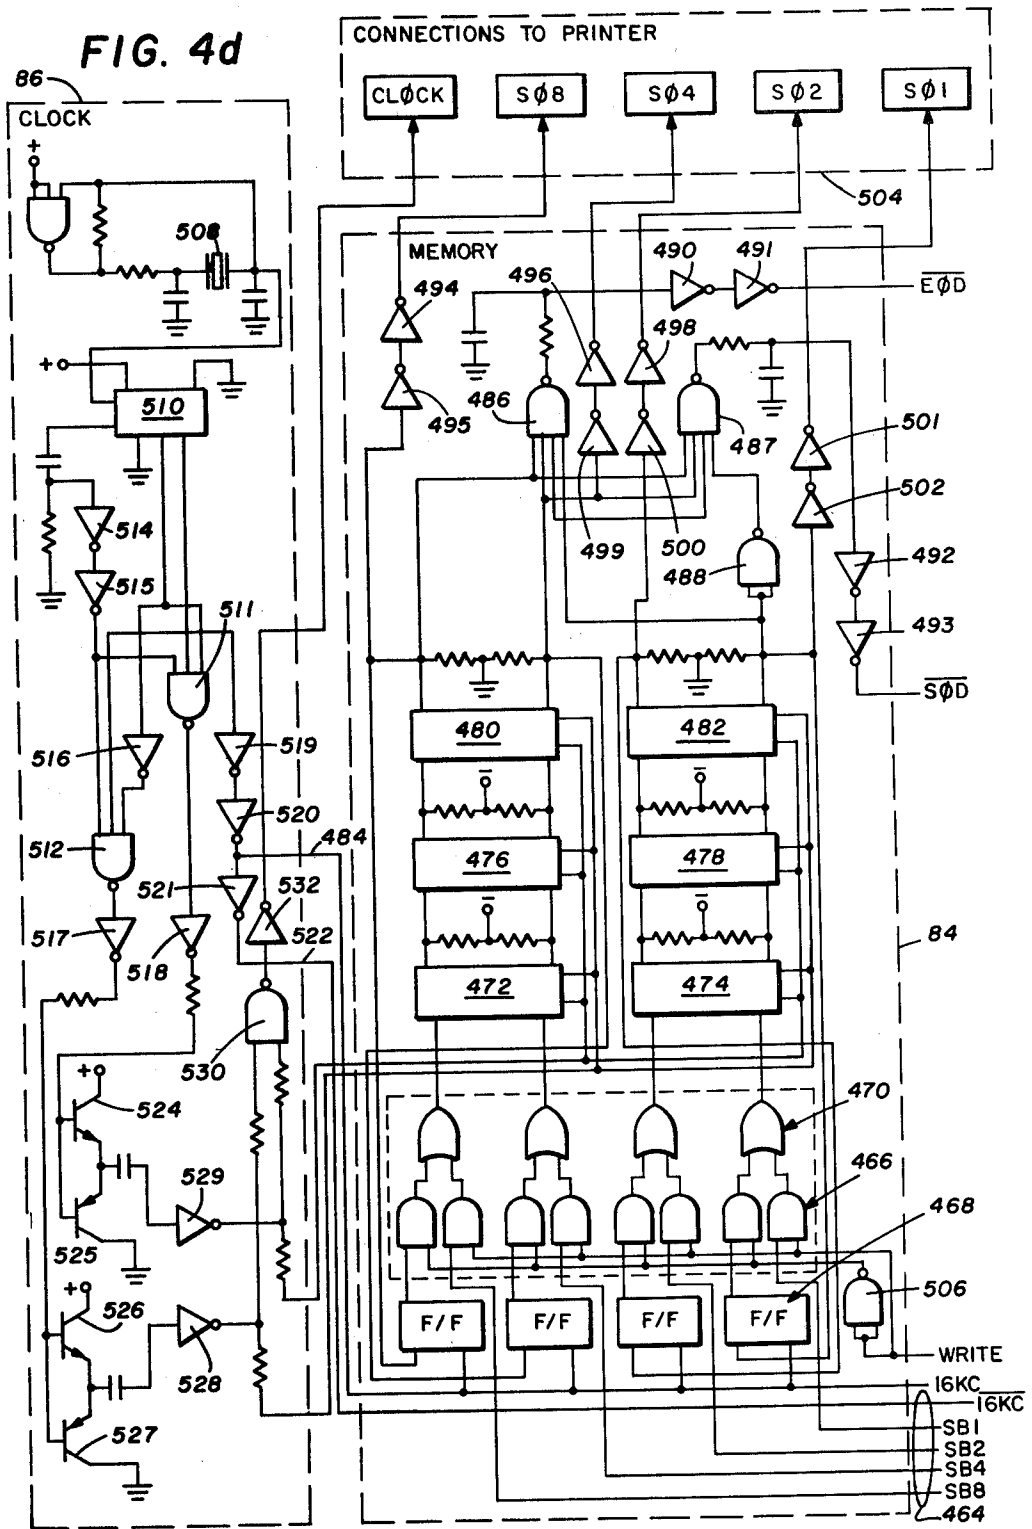 FIG. 4d
CONNECTIONS TO PRINTER
CLØCK
SØ8
SØ4
SØ2
SØ1
504
86
CLOCK
+
508
+
510
514
515
511
516
519
520
512
484
521
532
517
518
522
530
+
524
525
529
+
526
528
527
MEMORY
490
491
EØD
496
494
498
486
495
487
501
502
499
500
488
492
493
SØD
480
482
–
–
476
478
–
–
472
474
84
470
466
468
F/F
F/F
F/F
F/F
506
WRITE
16KC
16KC
SB1
SB2
SB4
SB8
464